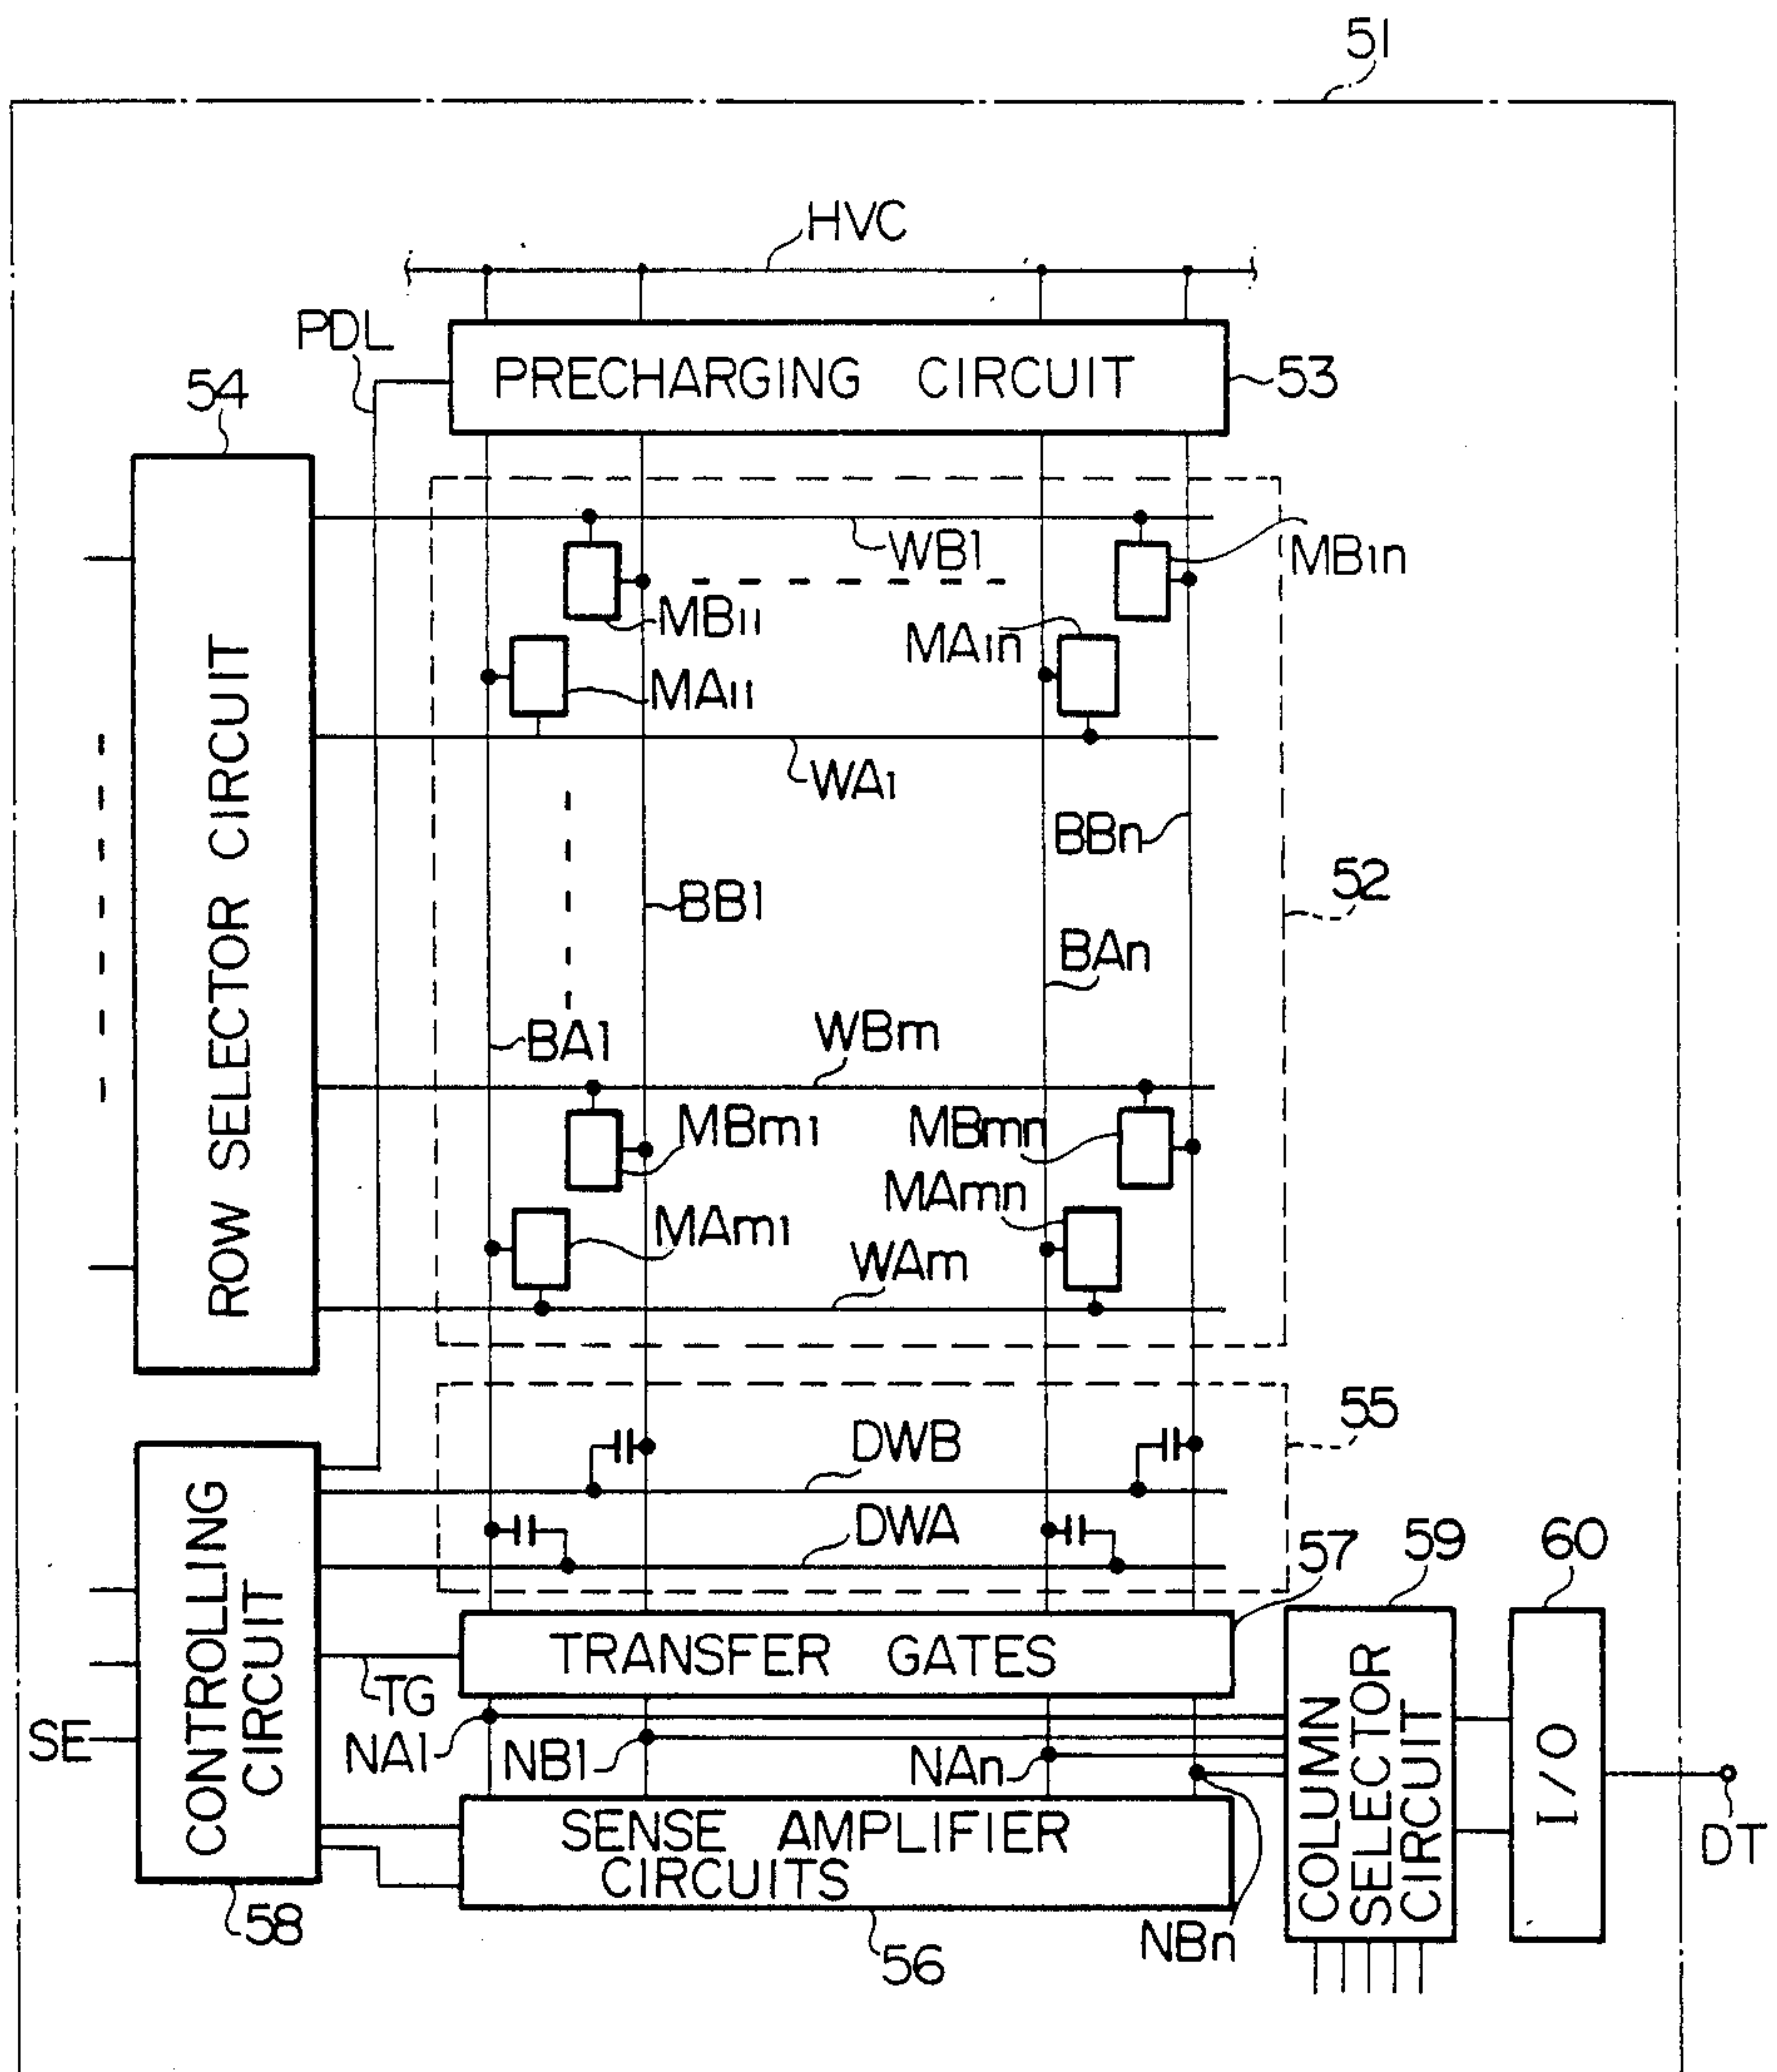 51
HVC
PDL
PRECHARGING CIRCUIT
53
54
ROW SELECTOR CIRCUIT
WB1
MB1n
MB11
MA1n
MA11
WA1
BBn
52
BB1
BAn
BA1
WBm
MBm1
MBmn
MAmn
MAm1
WAm
55
DWB
DWA
57
59
60
CONTROLLING
CIRCUIT
TRANSFER GATES
TG
SE
NA1
NB1
NAn
COLUMN
SELECTOR
CIRCUIT
I/O
DT
SENSE AMPLIFIER
CIRCUITS
58
56
NBn